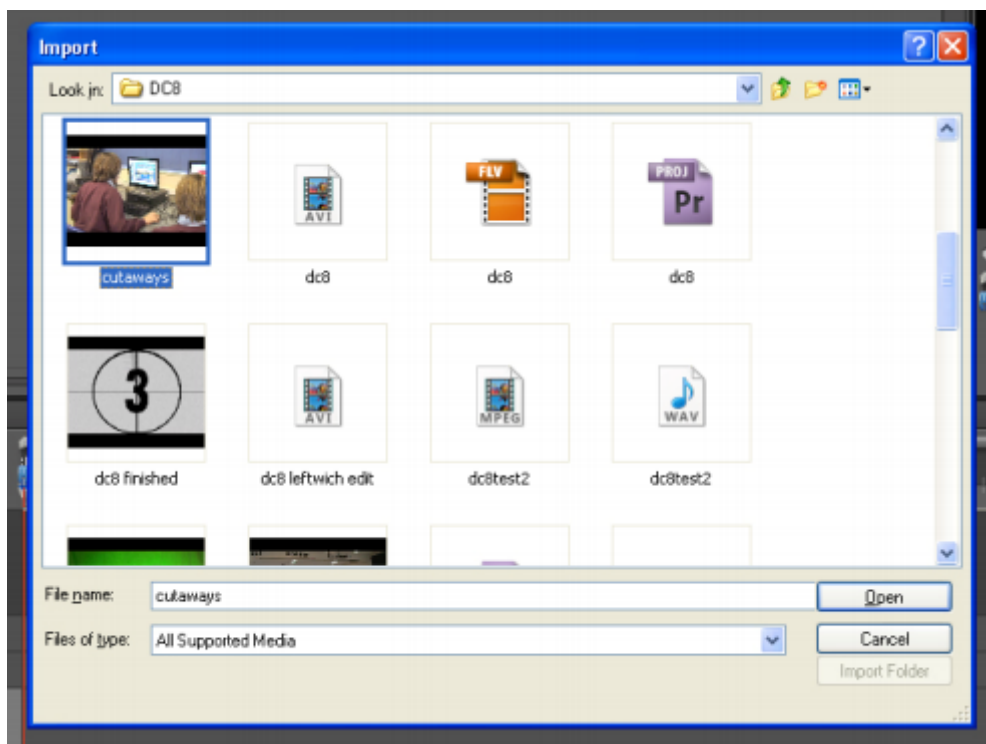 Import
Look in: DC8
cutaways
AVI
dc8
FLV
dc8
PROJ
Pr
dc8
3
dc8 finished
AVI
dc8 leftwich edit
MPEG
dc8test2
WAV
dc8test2
File name: cutaways Open
Files of type: All Supported Media Cancel
Import Folder